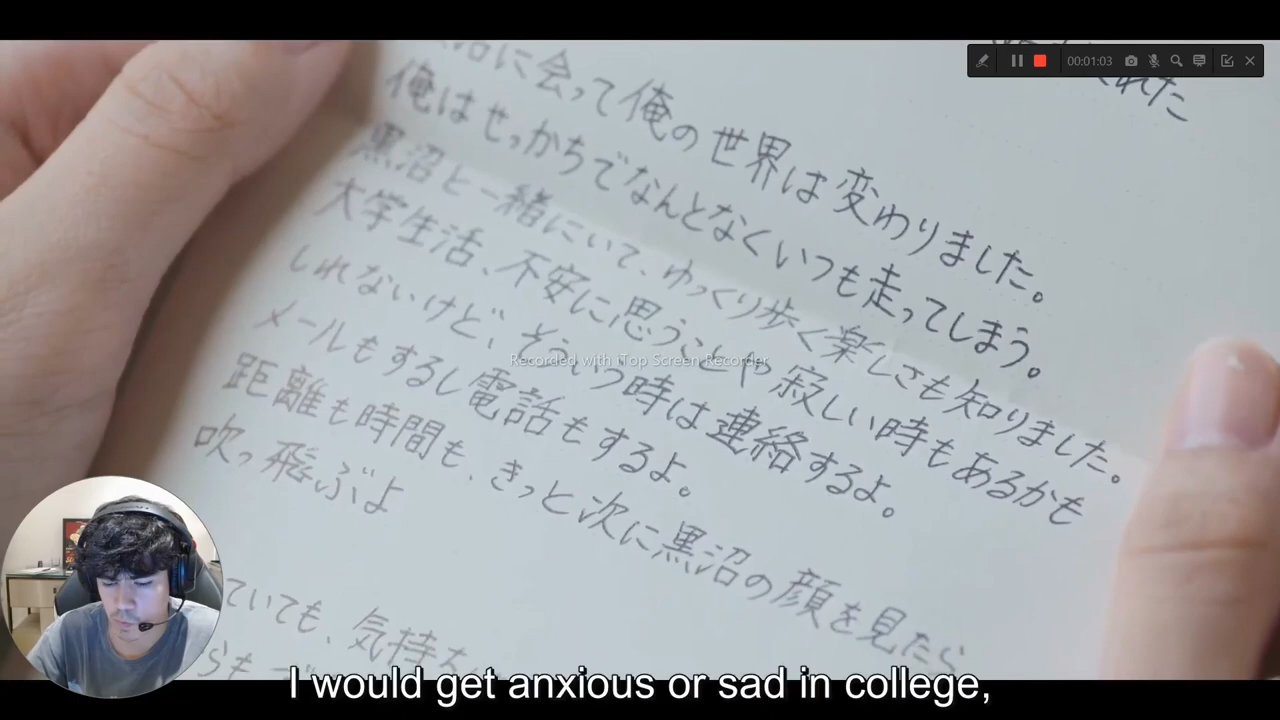 00:01:03
れた
沼に会って俺の世界は変わりました。
俺はせっかちでなんとなくいつも走ってしまう。
黒沼と一緒にいて、ゆっくり歩く楽しさも知りました。
大学生活、不安に思うことや寂しい時もあるかも
しれないけど、そういう時は連絡するよ。
メールもするし電話もするよ。
距離も時間も、きっと次に黒沼の顔を見たら
吹っ飛ぶよ
ていても、気持ち
らも
Recorded with iTop Screen Recorder
I would get anxious or sad in college,